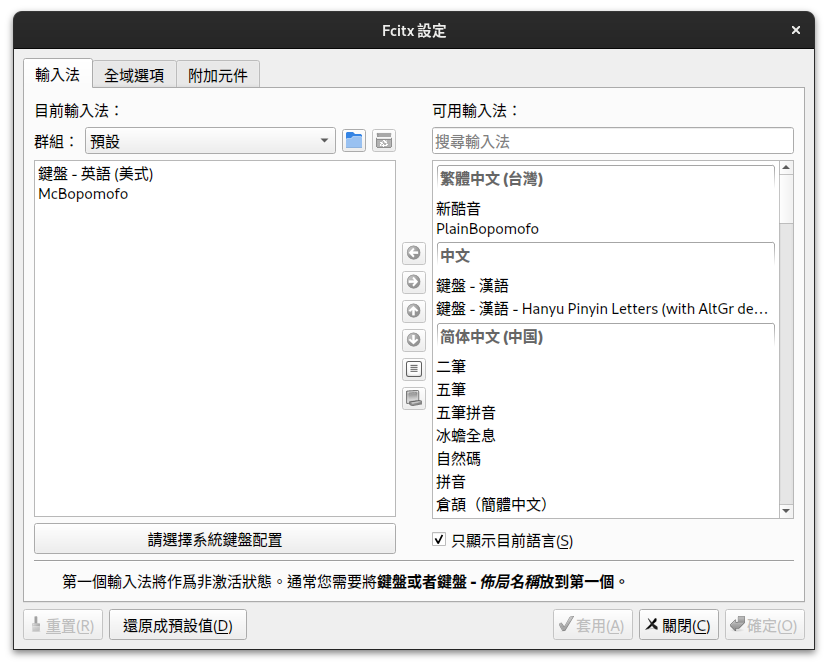 Fcitx 設定
輸入法 全域選項 附加元件
目前輸入法：
群組： 預設
鍵盤 - 英語 (美式)
McBopomofo
請選擇系統鍵盤配置
可用輸入法：
搜尋輸入法
繁體中文 (台灣)
新酷音
PlainBopomofo
中文
鍵盤 - 漢語
鍵盤 - 漢語 - Hanyu Pinyin Letters (with AltGr de...
简体中文 (中国)
二筆
五筆
五筆拼音
冰蟾全息
自然碼
拼音
倉頡（簡體中文）
只顯示目前語言(S)
第一個輸入法將作爲非激活狀態。通常您需要將鍵盤或者鍵盤 - 佈局名稱放到第一個。
重置(R) 還原成預設值(D) 套用(A) 關閉(C) 確定(O)